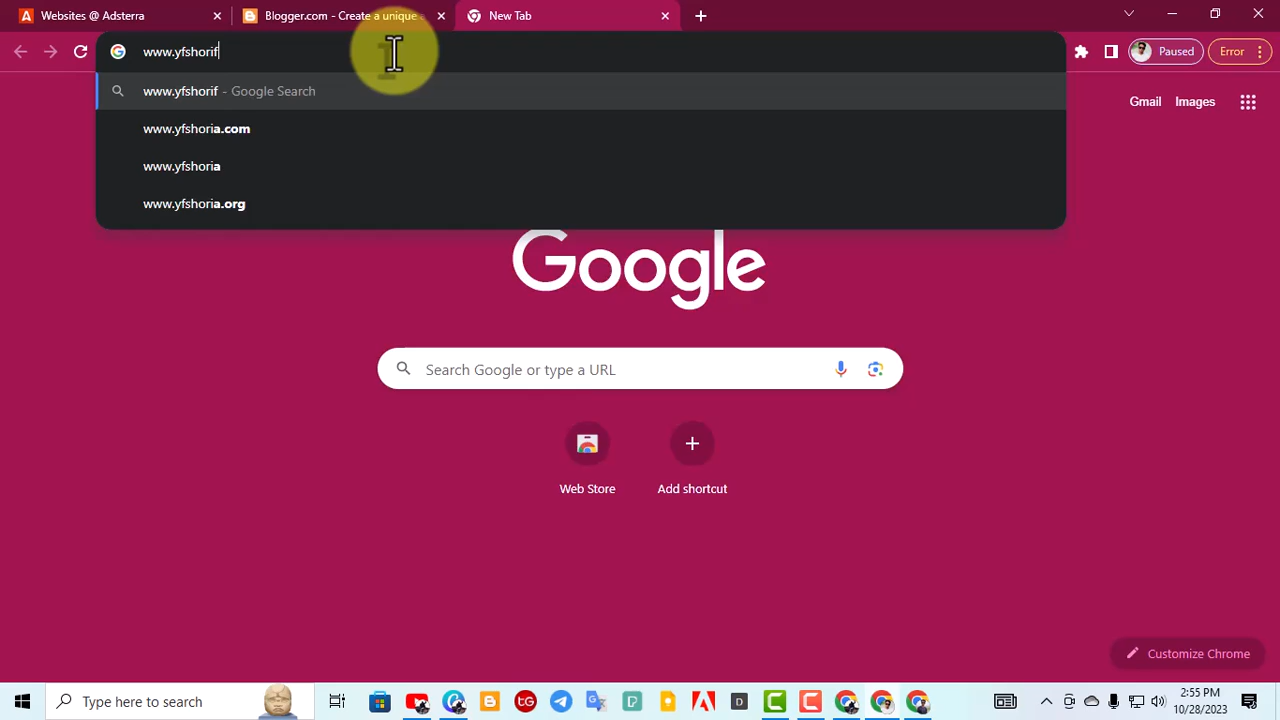 Websites @ Adsterra
Blogger.com - Create a unique
New Tab
www.yfshorif
Paused
Error
www.yfshorif - Google Search
www.yfshoria.com
www.yfshoria
www.yfshoria.org
Gmail
Images
Google
Search Google or type a URL
Web Store
Add shortcut
Customize Chrome
Type here to search
2:55 PM
10/28/2023